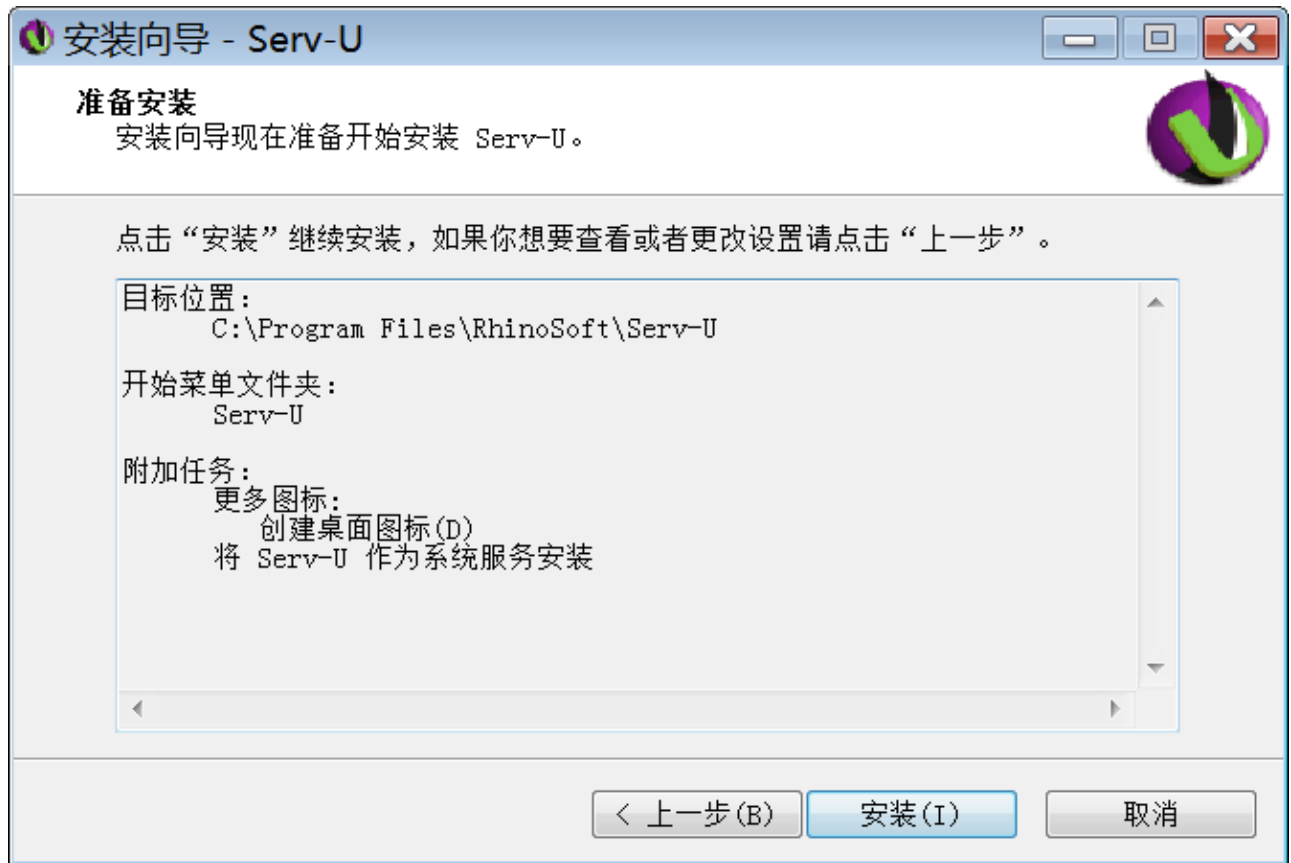 安装向导 - Serv-U
准备安装
安装向导现在准备开始安装 Serv-U。
点击“安装”继续安装，如果你想要查看或者更改设置请点击“上一步”。
目标位置：
C:\Program Files\RhinoSoft\Serv-U
开始菜单文件夹：
Serv-U
附加任务：
更多图标：
创建桌面图标(D)
将 Serv-U 作为系统服务安装
< 上一步(B) 安装(I) 取消